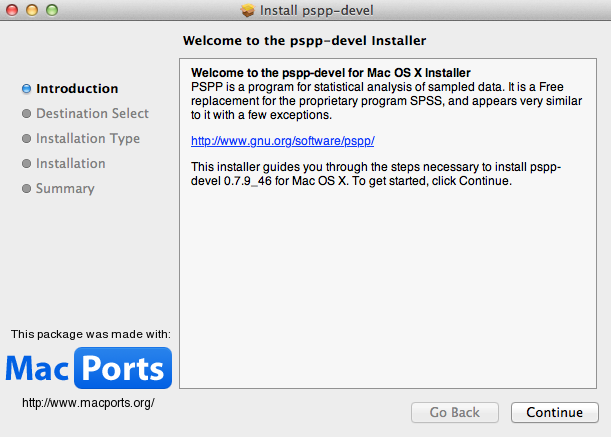 Install pspp-devel
Welcome to the pspp-devel Installer
Introduction
Destination Select
Installation Type
Installation
Summary
Welcome to the pspp-devel for Mac OS X Installer
PSPP is a program for statistical analysis of sampled data. It is a Free
replacement for the proprietary program SPSS, and appears very similar
to it with a few exceptions.
http://www.gnu.org/software/pspp/
This installer guides you through the steps necessary to install pspp-
devel 0.7.9_46 for Mac OS X. To get started, click Continue.
This package was made with:
Mac Ports
http://www.macports.org/
Go Back
Continue